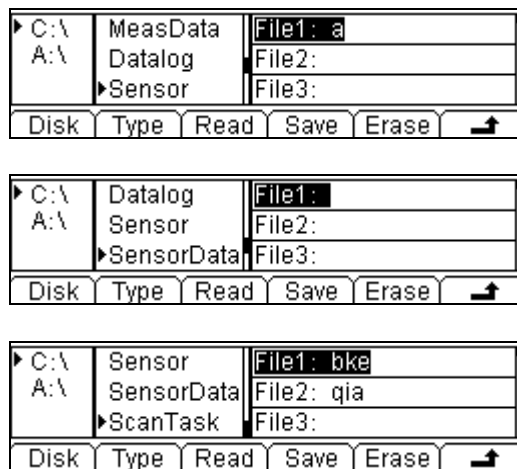 C:\ MeasData File1: a
A:\ Datalog File2:
Sensor File3:
Disk Type Read Save Erase
C:\ Datalog File1:
A:\ Sensor File2:
SensorData File3:
Disk Type Read Save Erase
C:\ Sensor File1: bke
A:\ SensorData File2: qia
ScanTask File3:
Disk Type Read Save Erase